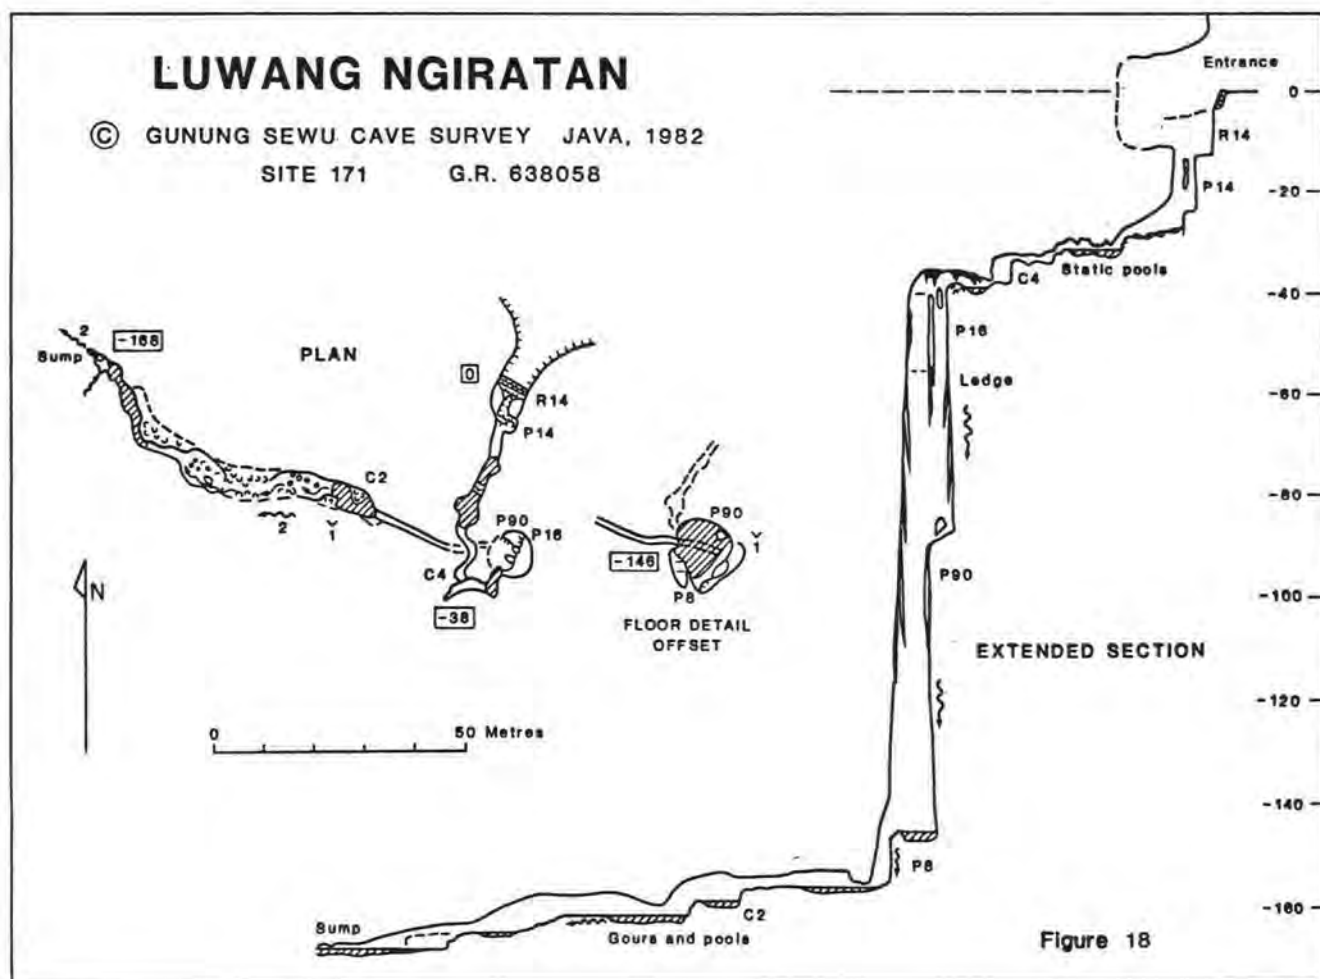 LUWANG NGIRATAN
© GUNUNG SEWU CAVE SURVEY JAVA, 1982
SITE 171 G.R. 638058
Entrance
0
R14
P14
-20
Static pools
C4
-40
P16
Ledge
-60
-80
P90
-100
EXTENDED SECTION
-120
-140
P8
-160
C2
Gours and pools
Sump
Figure 18
PLAN
2
Sump
-168
0
R14
P14
C2
2
1
P90
P16
C4
-38
N
P90
1
-146
P8
FLOOR DETAIL
OFFSET
0 50 Metres